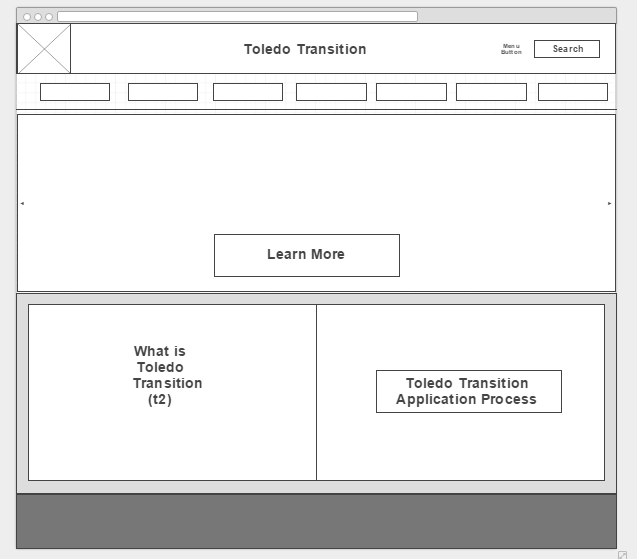 Toledo Transition
Menu
Button
Search
Learn More
What is
Toledo
Transition
(t2)
Toledo Transition
Application Process